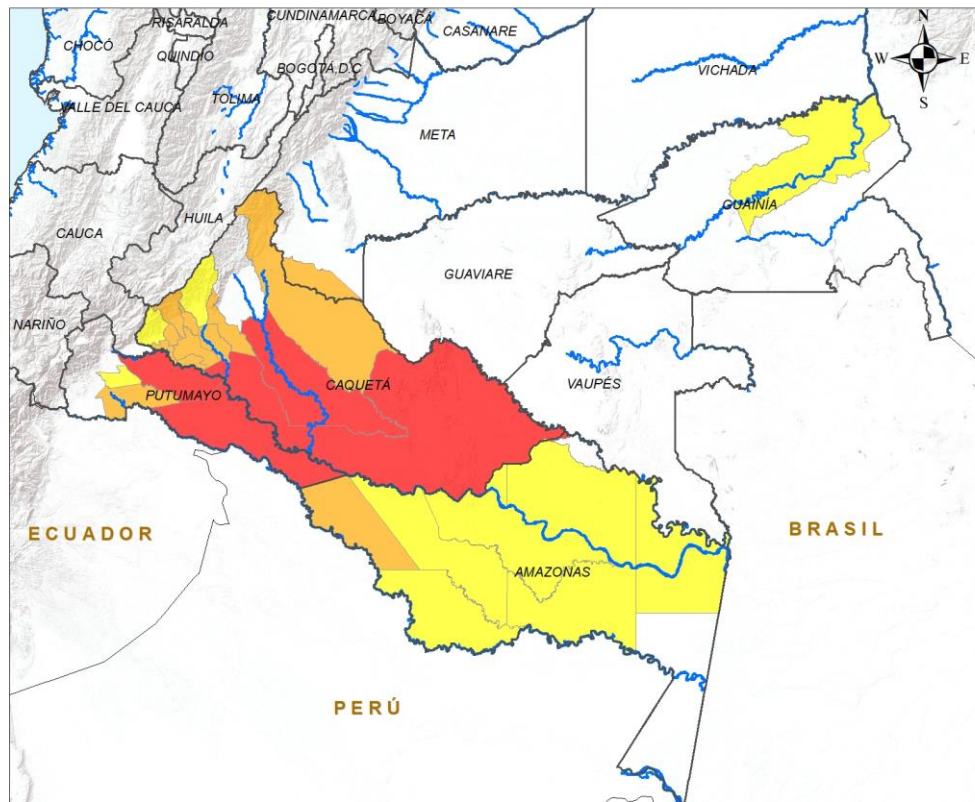 RISARALDA
CUNDINAMARCA
BOYACÁ
CASANARE
N
CHOCÓ
QUINDIO
BOGOTÁ, D.C
VICHADA
W
E
S
VALLE DEL CAUCA
TOLIMA
META
HUILA
GUAINÍA
CAUCA
GUAVIARE
NARIÑO
VAUPÉS
CAQUETÁ
PUTUMAYO
ECUADOR
BRASIL
AMAZONAS
PERÚ